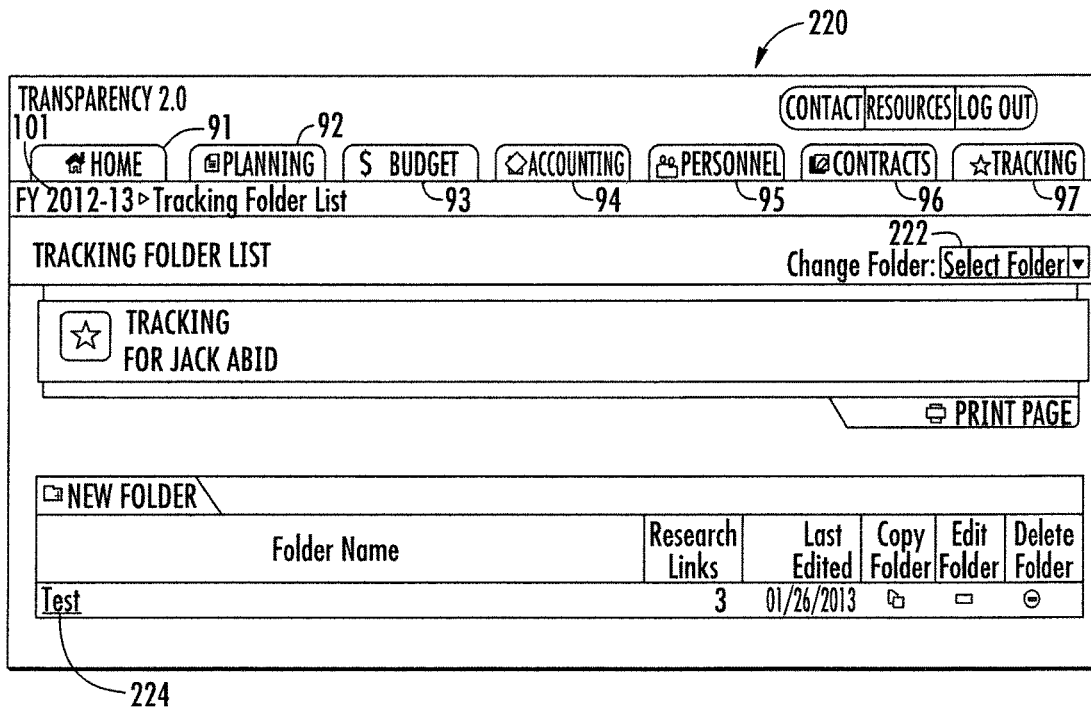 220
TRANSPARENCY 2.0
CONTACT RESOURCES LOG OUT
101 91 92
HOME PLANNING $ BUDGET ACCOUNTING PERSONNEL CONTRACTS TRACKING
FY 2012-13▹Tracking Folder List 93 94 95 96 97
222
TRACKING FOLDER LIST Change Folder: Select Folder
TRACKING
FOR JACK ABID
PRINT PAGE
NEW FOLDER
Folder Name Research Links Last Edited Copy Folder Edit Folder Delete Folder
Test 3 01/26/2013
224